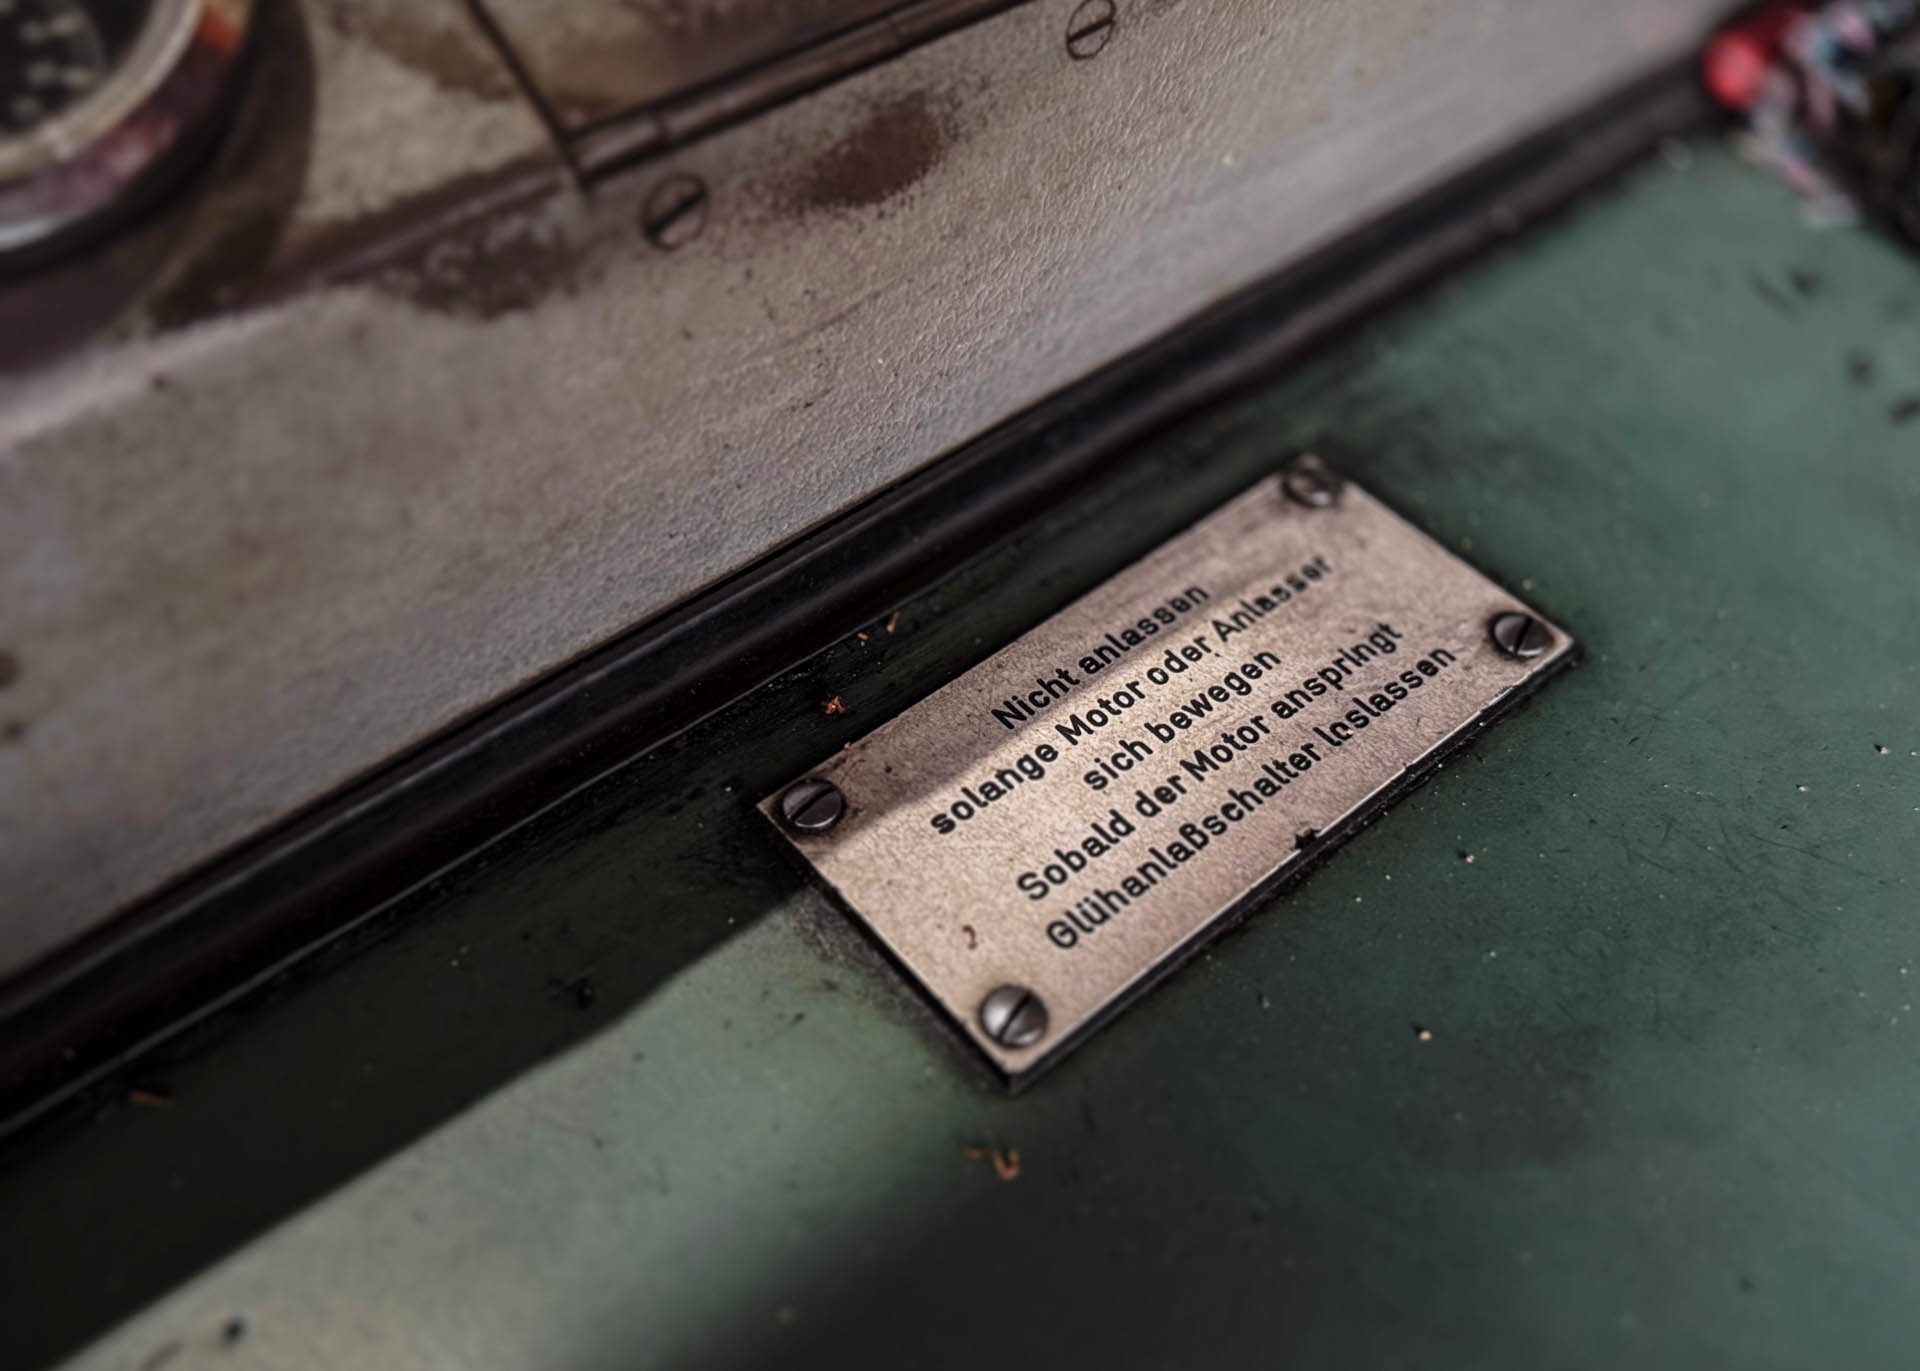 Nicht anlassen
solange Motor oder Anlasser
sich bewegen
Sobald der Motor anspringt
Glühanlaßschalter loslassen